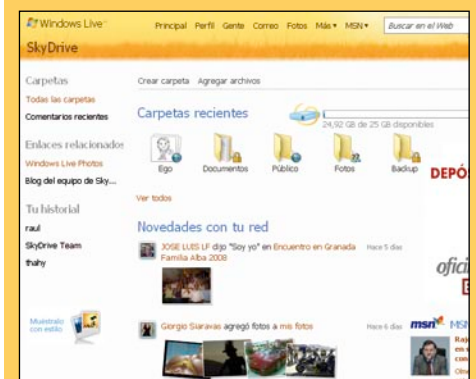 Windows Live™
Principal Perfil Gente Correo Fotos Más MSN
Buscar en el Web
SkyDrive
Carpetas
Todas las carpetas
Comentarios recientes
Enlaces relacionados
Windows Live Photos
Blog del equipo de Sky....
Tu historial
raul
SkyDrive Team
thahy
Muéstralo
con estilo
Crear carpeta Agregar archivos
Carpetas recientes
24,92 GB de 25 GB disponibles
Ego Documentos Público Fotos Backup
Ver todos
Novedades con tu red
JOSE LUIS LF dijo "Soy yo" en Encuentro en Granada
Familia Alba 2008
Hace 5 días
Giorgio Siaravas agregó fotos a mis fotos
Hace 6 días
DEPÓS
ofici
msn
MSN